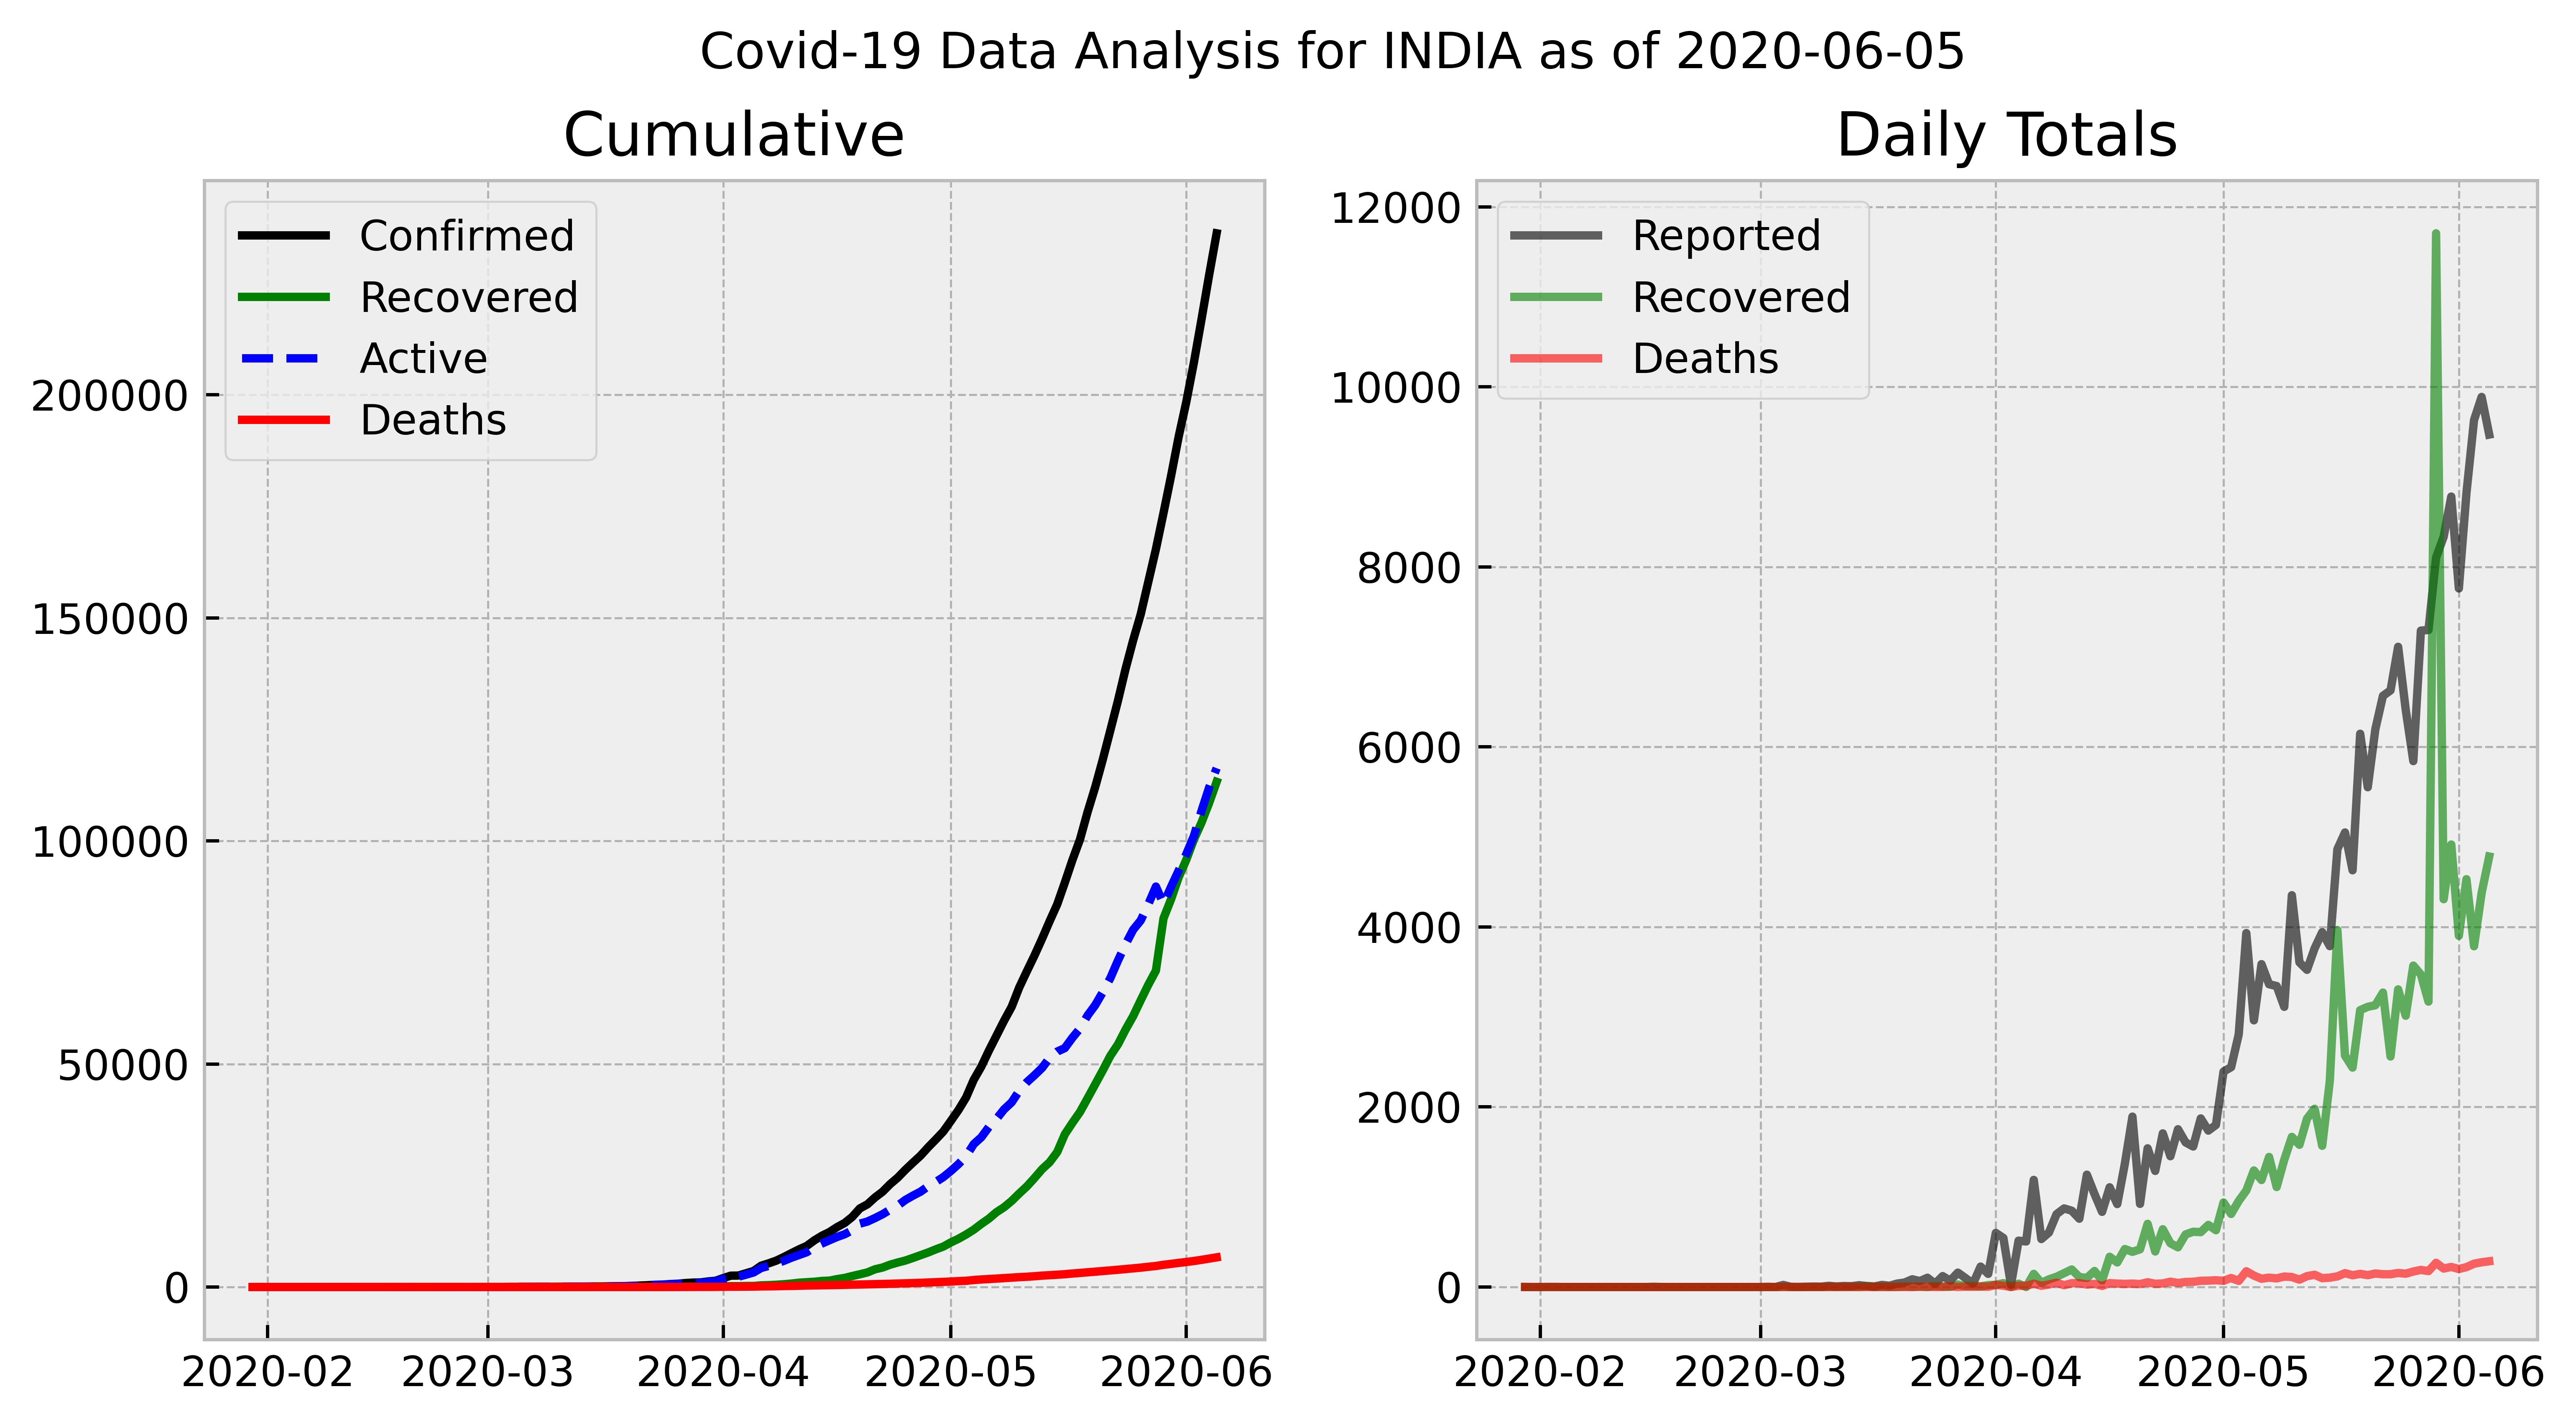 Covid-19 Data Analysis for INDIA as of 2020-06-05
Cumulative
Confirmed
Recovered
Active
Deaths
200000
150000
100000
50000
0
2020-02 2020-03 2020-04 2020-05 2020-06
Daily Totals
Reported
Recovered
Deaths
12000
10000
8000
6000
4000
2000
0
2020-02 2020-03 2020-04 2020-05 2020-06